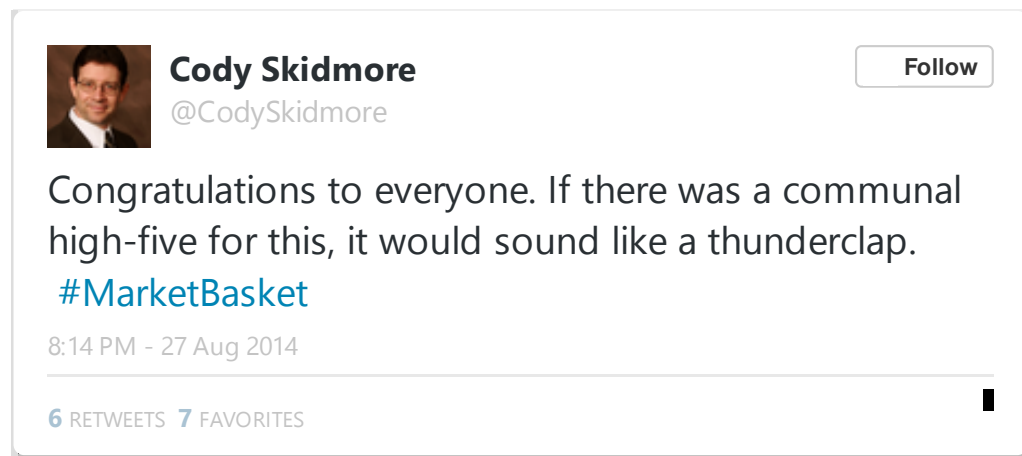 Cody Skidmore
Follow
@CodySkidmore
Congratulations to everyone. If there was a communal
high-five for this, it would sound like a thunderclap.
#MarketBasket
8:14 PM - 27 Aug 2014
6 RETWEETS 7 FAVORITES